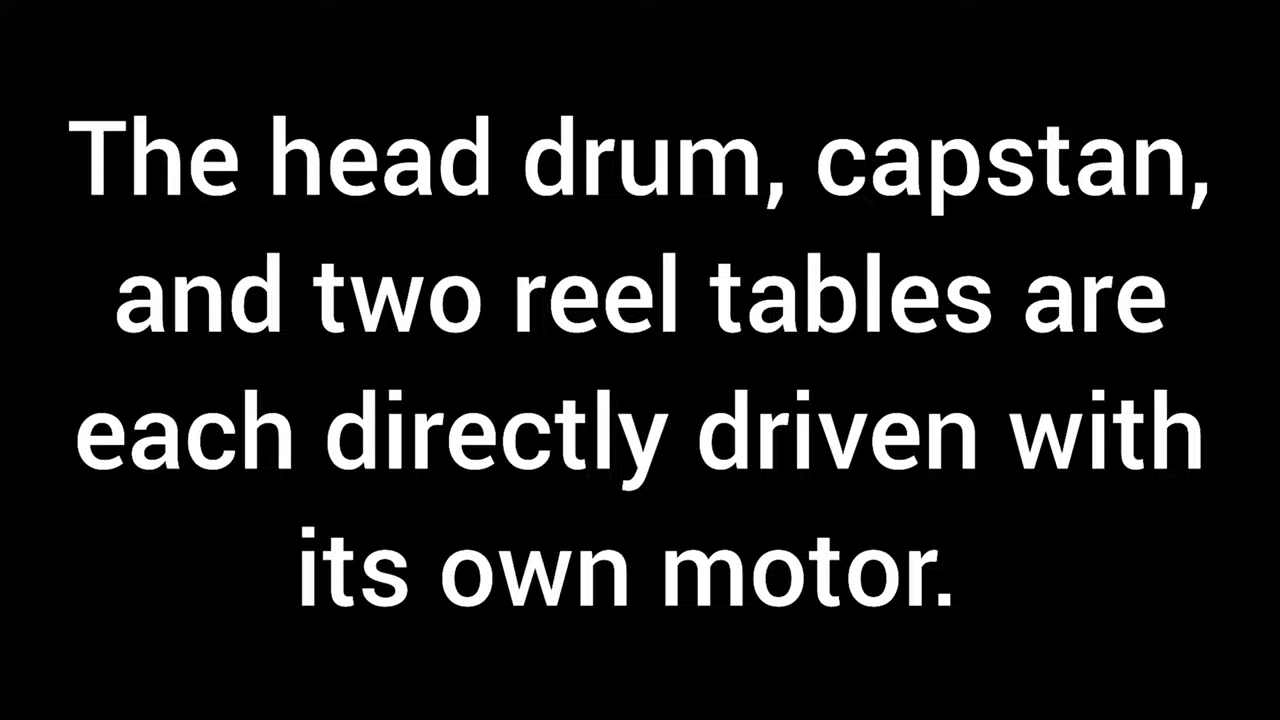 The head drum, capstan,
and two reel tables are
each directly driven with
its own motor.